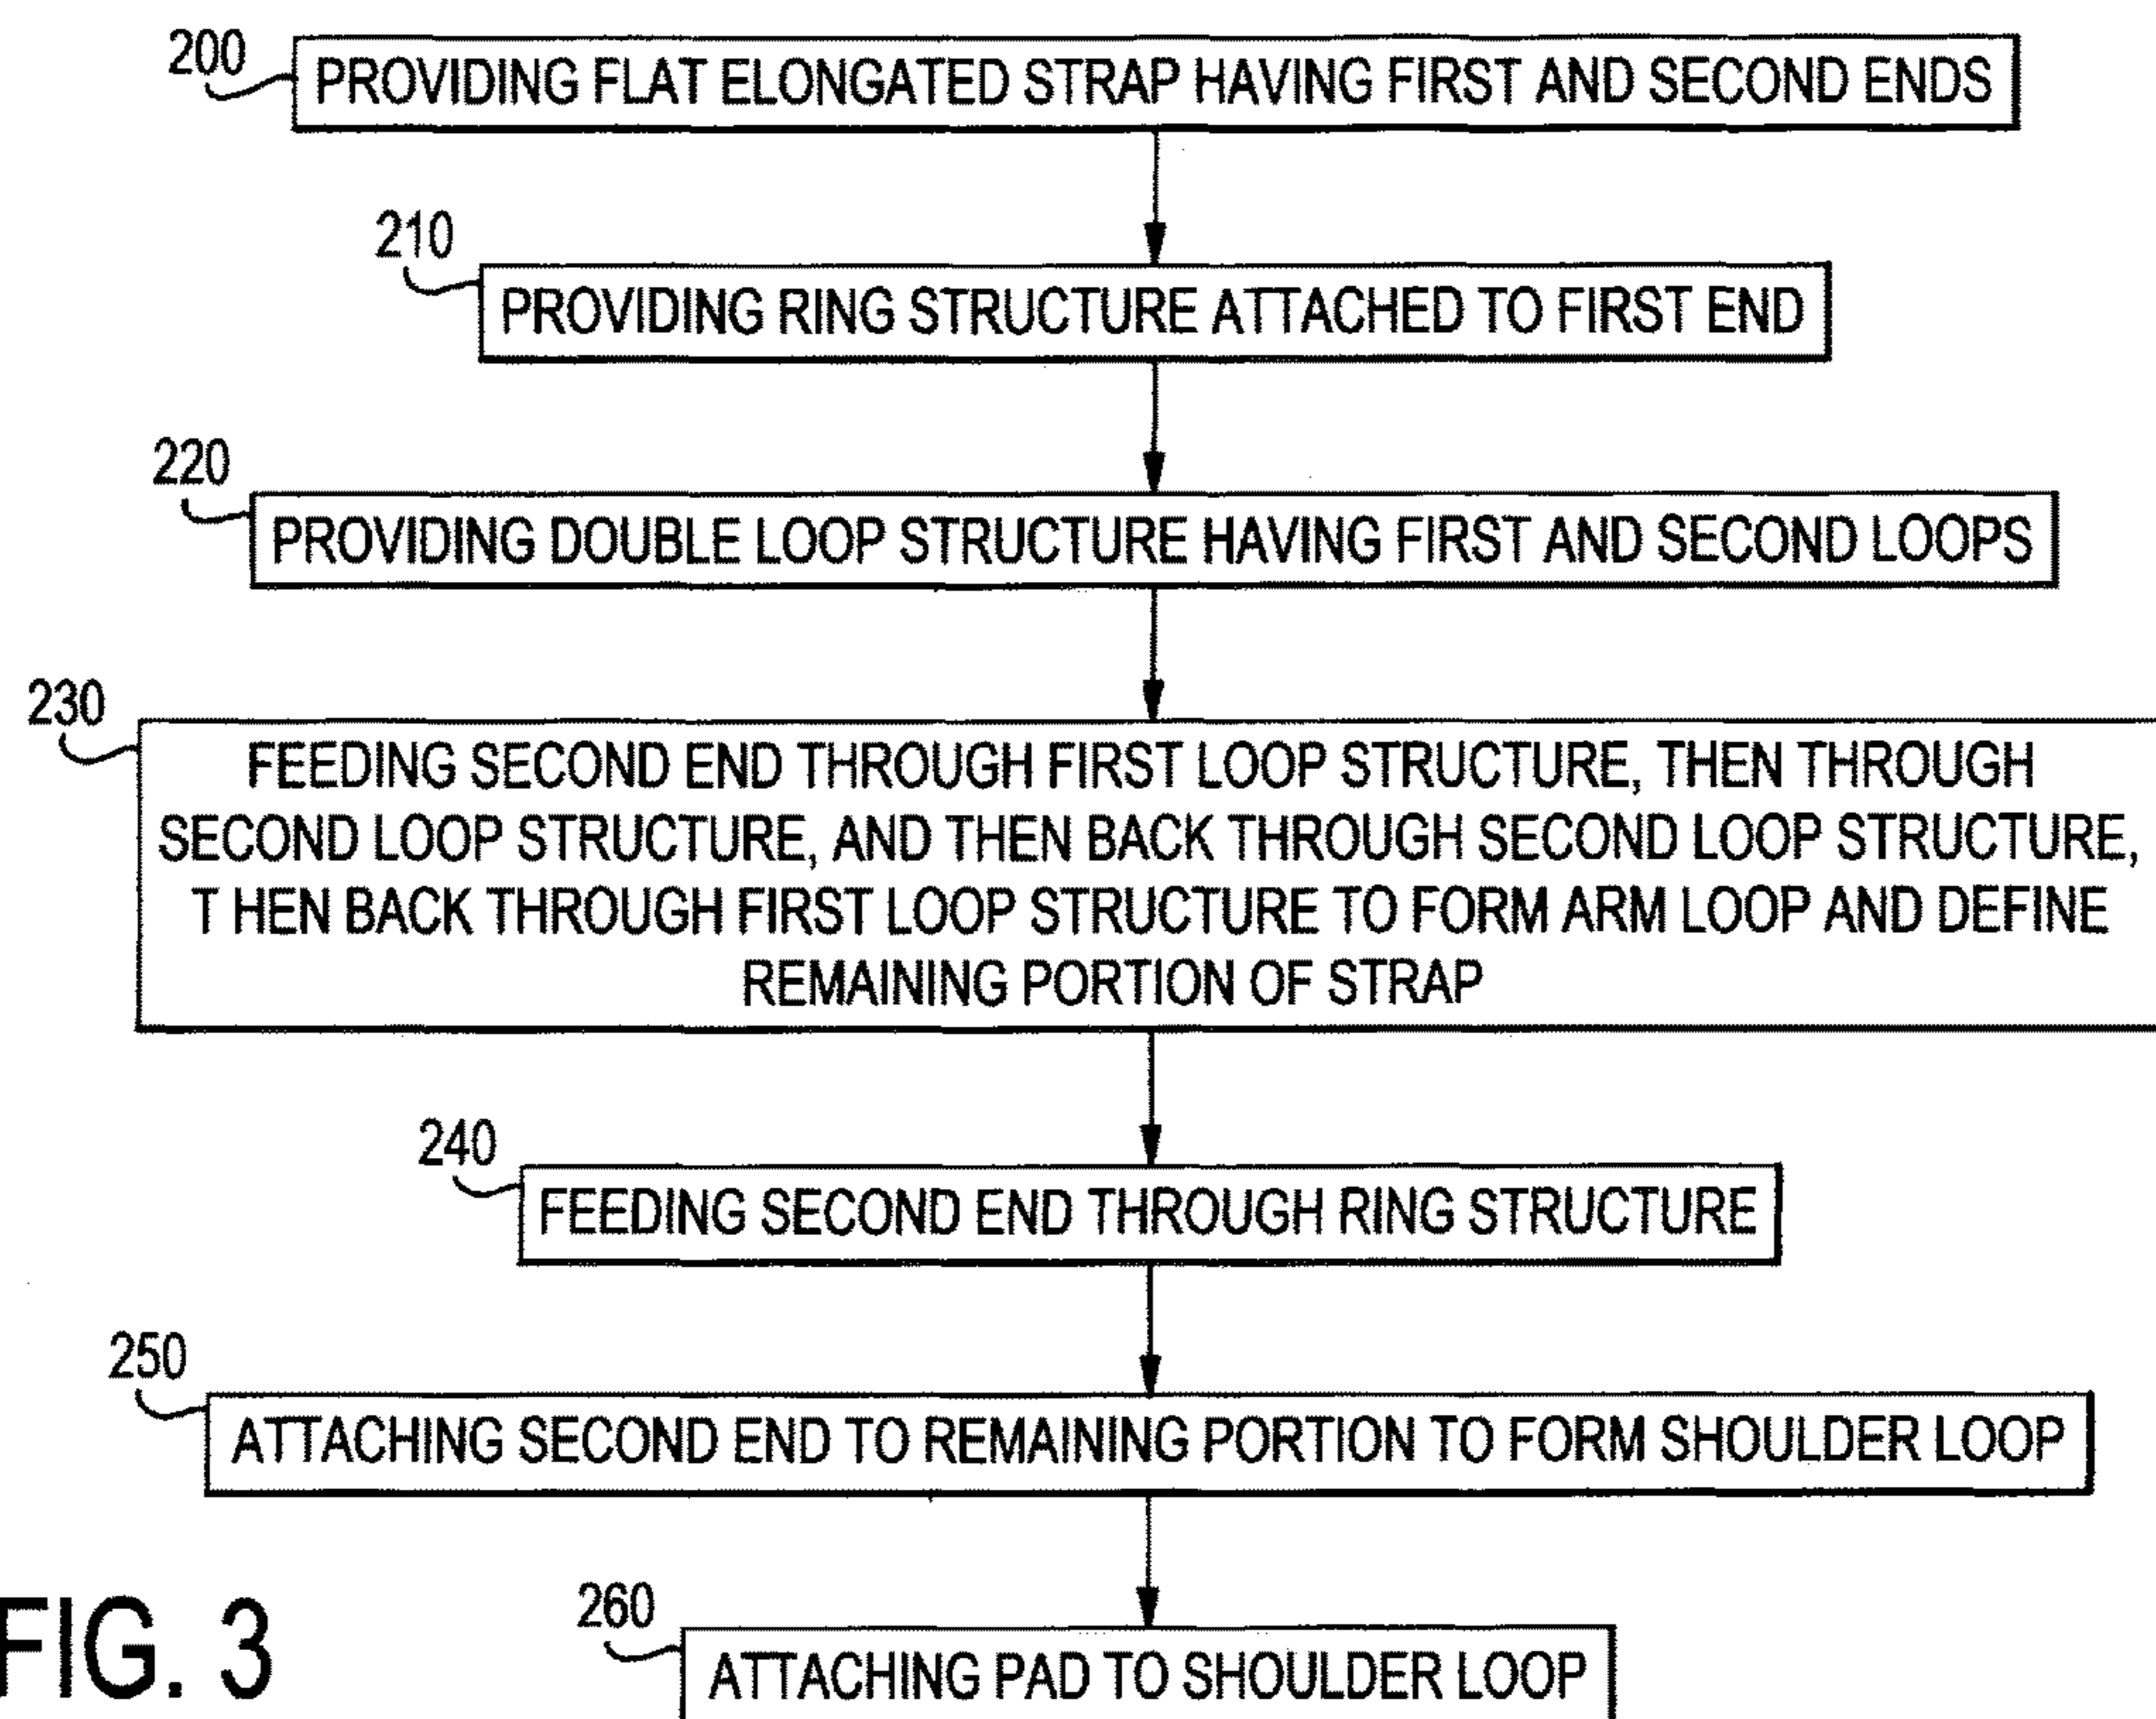 200
PROVIDING FLAT ELONGATED STRAP HAVING FIRST AND SECOND ENDS
210
PROVIDING RING STRUCTURE ATTACHED TO FIRST END
220
PROVIDING DOUBLE LOOP STRUCTURE HAVING FIRST AND SECOND LOOPS
230
FEEDING SECOND END THROUGH FIRST LOOP STRUCTURE, THEN THROUGH
SECOND LOOP STRUCTURE, AND THEN BACK THROUGH SECOND LOOP STRUCTURE,
T HEN BACK THROUGH FIRST LOOP STRUCTURE TO FORM ARM LOOP AND DEFINE
REMAINING PORTION OF STRAP
240
FEEDING SECOND END THROUGH RING STRUCTURE
250
ATTACHING SECOND END TO REMAINING PORTION TO FORM SHOULDER LOOP
260
ATTACHING PAD TO SHOULDER LOOP
FIG. 3